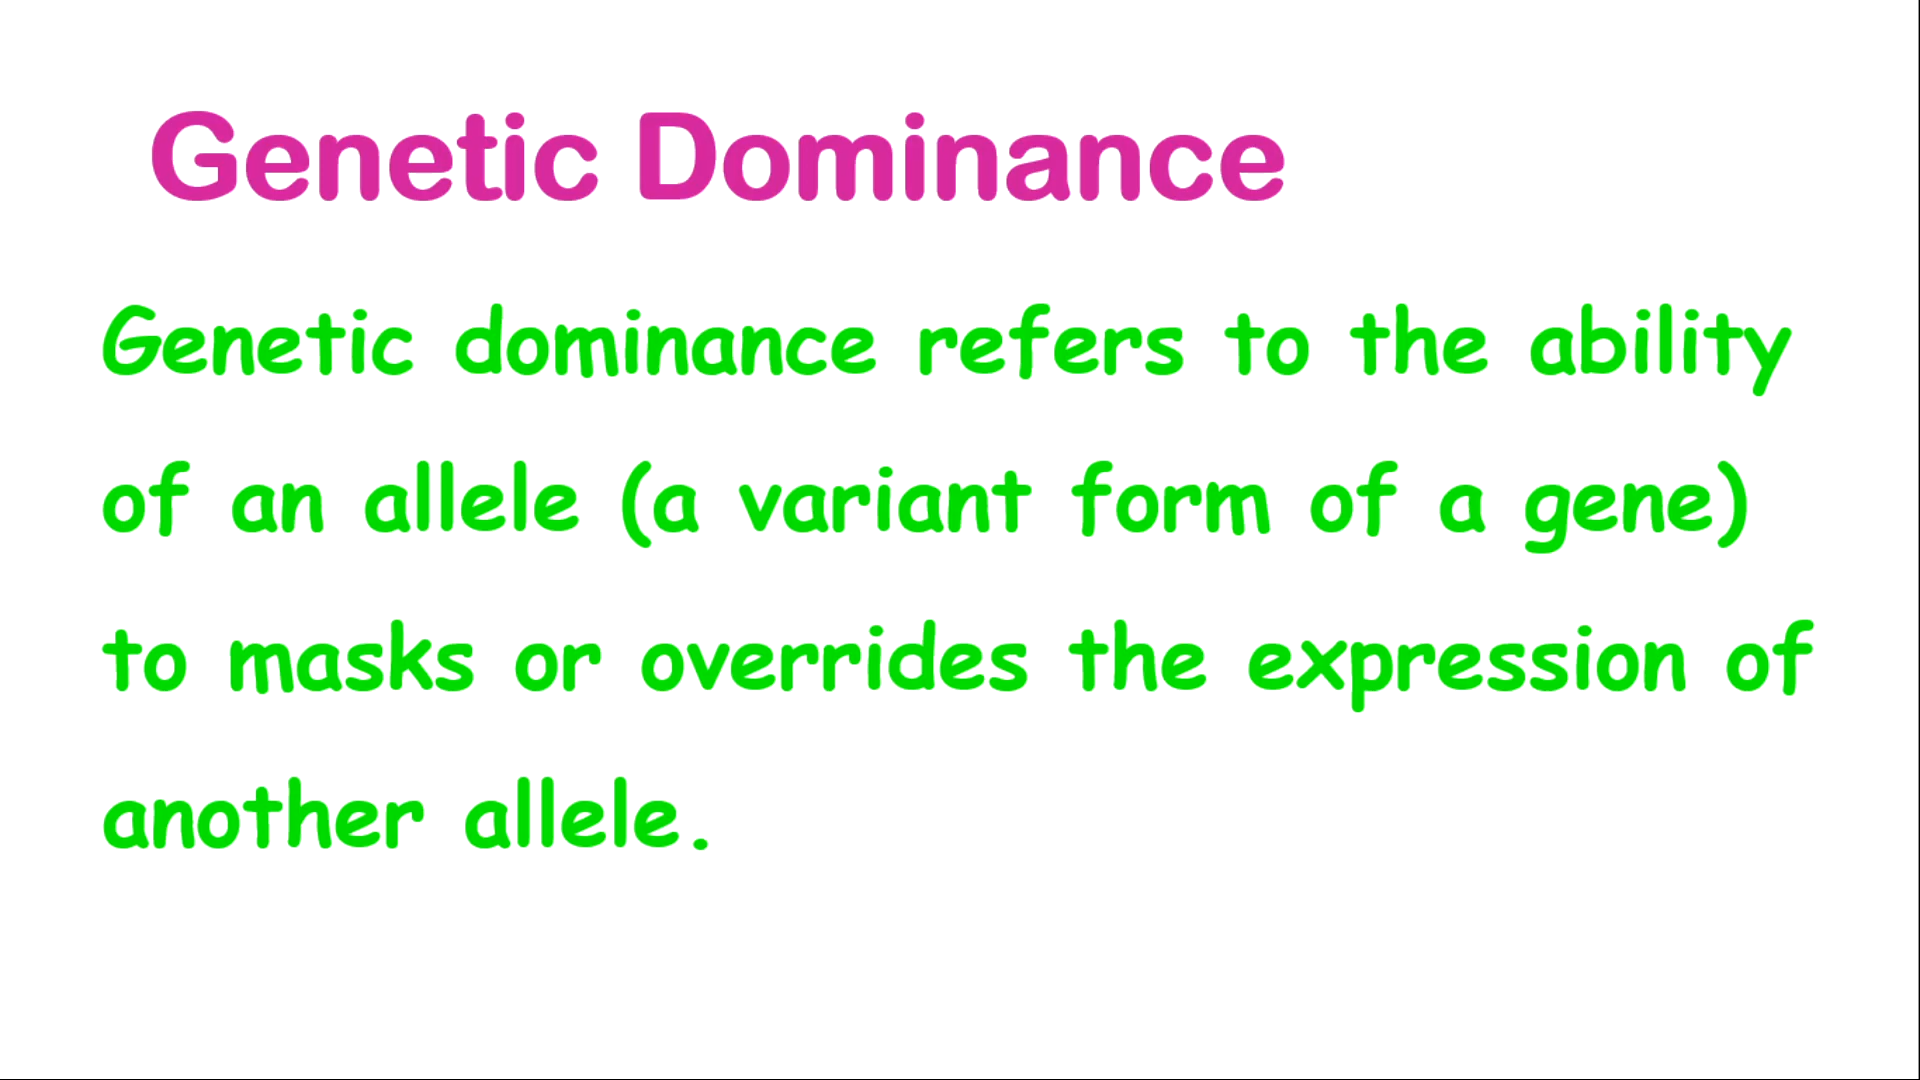 Genetic Dominance
Genetic dominance refers to the ability
of an allele (a variant form of a gene)
to masks or overrides the expression of
another allele.